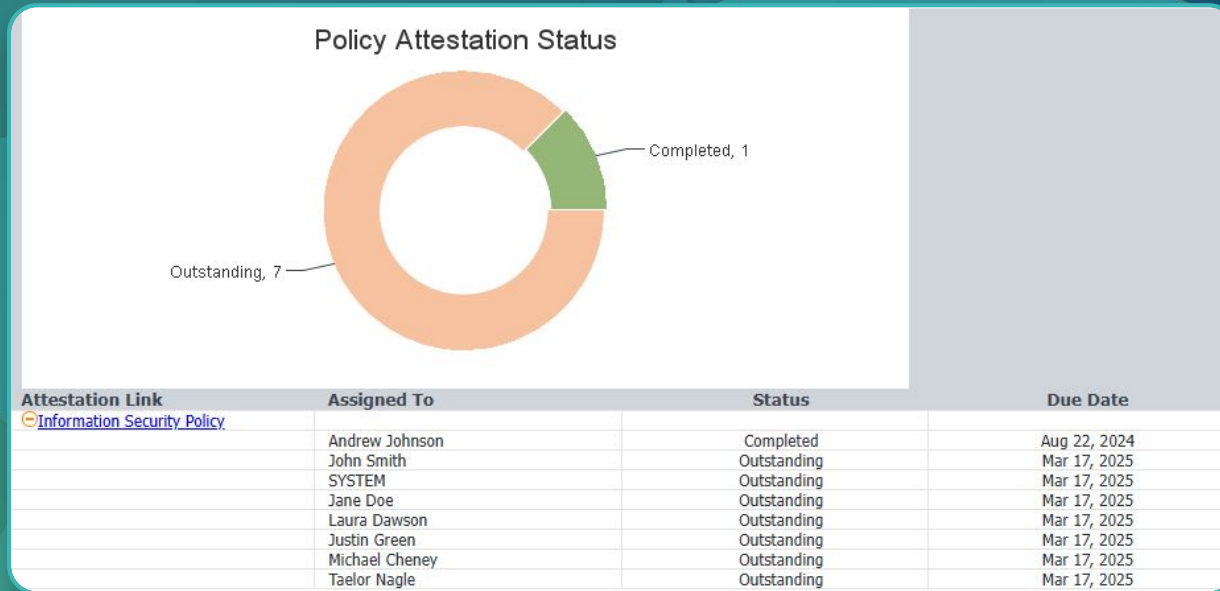 Policy Attestation Status
Completed, 1
Outstanding, 7
Attestation Link Assigned To Status Due Date
Information Security Policy
Andrew Johnson Completed Aug 22, 2024
John Smith Outstanding Mar 17, 2025
SYSTEM Outstanding Mar 17, 2025
Jane Doe Outstanding Mar 17, 2025
Laura Dawson Outstanding Mar 17, 2025
Justin Green Outstanding Mar 17, 2025
Michael Cheney Outstanding Mar 17, 2025
Taelor Nagle Outstanding Mar 17, 2025